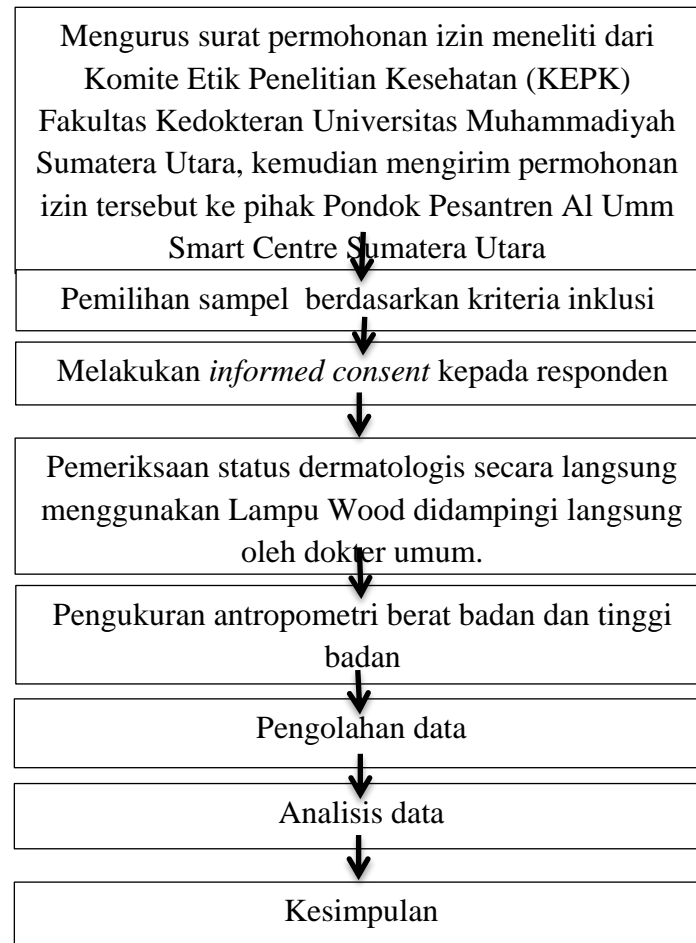 Mengurus surat permohonan izin meneliti dari
Komite Etik Penelitian Kesehatan (KEPK)
Fakultas Kedokteran Universitas Muhammadiyah
Sumatera Utara, kemudian mengirim permohonan
izin tersebut ke pihak Pondok Pesantren Al Umm
Smart Centre Sumatera Utara
Pemilihan sampel berdasarkan kriteria inklusi
Melakukan informed consent kepada responden
Pemeriksaan status dermatologis secara langsung
menggunakan Lampu Wood didampingi langsung
oleh dokter umum.
Pengukuran antropometri berat badan dan tinggi
badan
Pengolahan data
Analisis data
Kesimpulan